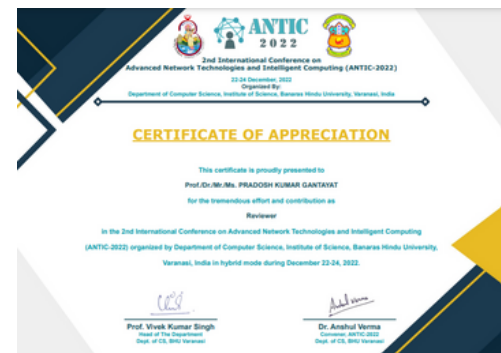 ANTIC
2022
2nd International Conference on
Advanced Network Technologies and Intelligent Computing (ANTIC-2022)
22-24 December, 2022
Organized By:
Department of Computer Science, Institute of Science, Banaras Hindu University, Varanasi, India
CERTIFICATE OF APPRECIATION
This certificate is proudly presented to
Prof./Dr./Mr./Ms. PRADOSH KUMAR GANTAYAT
for the tremendous effort and contribution as
Reviewer
in the 2nd International Conference on Advanced Network Technologies and Intelligent Computing
(ANTIC-2022) organized by Department of Computer Science, Institute of Science, Banaras Hindu University,
Varanasi, India in hybrid mode during December 22-24, 2022.
Prof. Vivek Kumar Singh
Head of The Department
Dept. of CS, BHU Varanasi
Dr. Anshul Verma
Convener, ANTIC-2022
Dept. of CS, BHU Varanasi